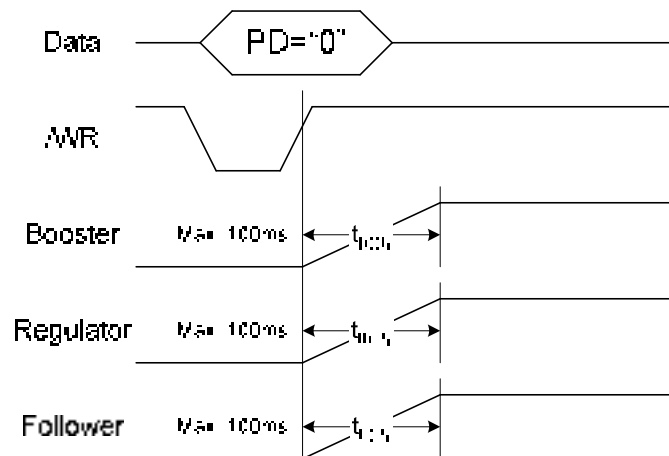 Data PD="0"
/WR
Booster Max 100ms
Regulator Max 100ms
Follower Max 100ms